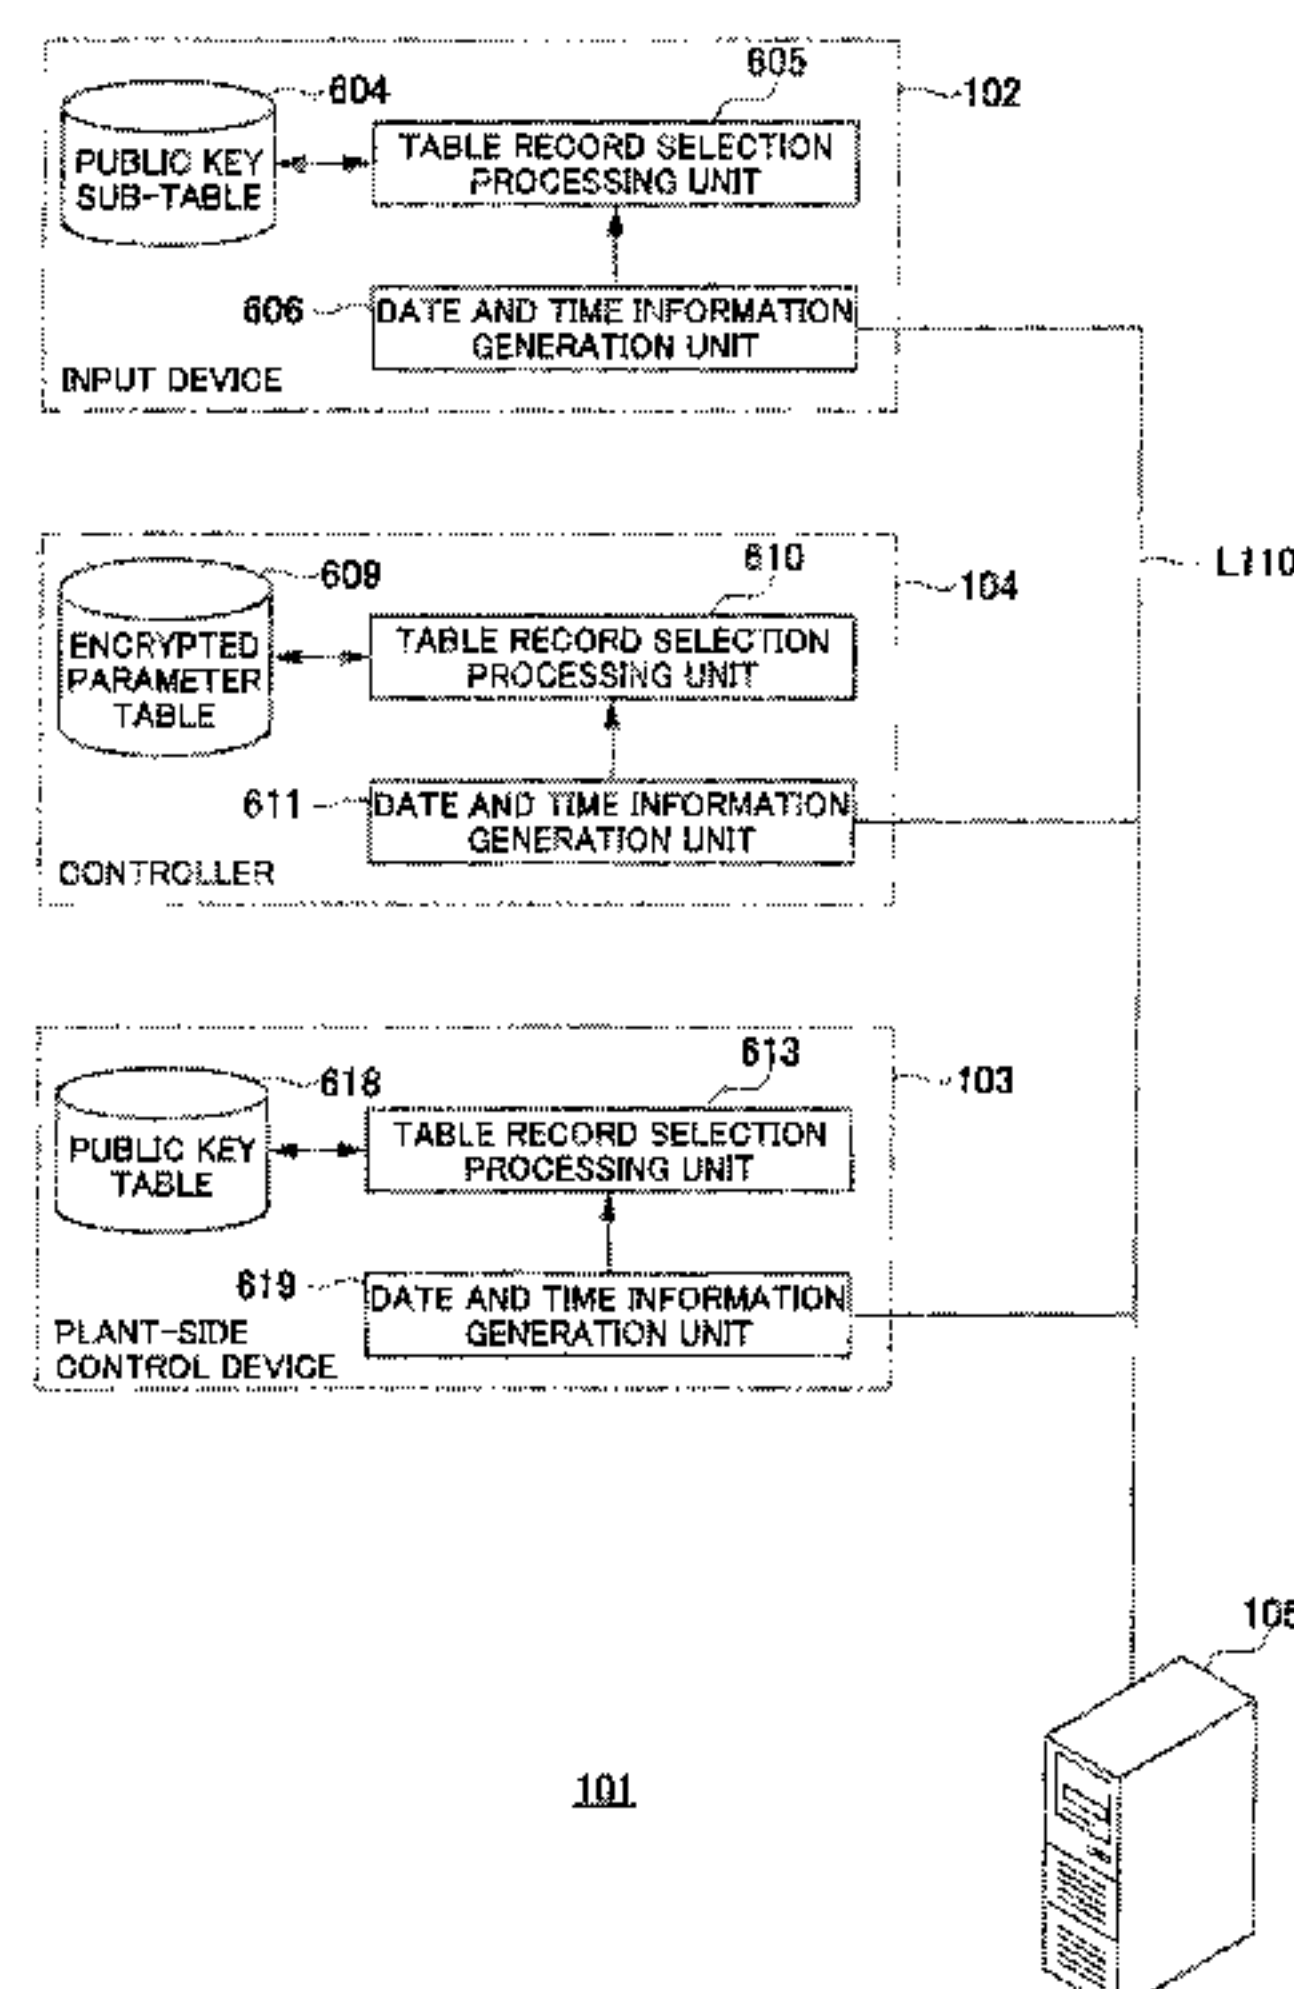 605
604
102
PUBLIC KEY
SUB-TABLE
TABLE RECORD SELECTION
PROCESSING UNIT
606
DATE AND TIME INFORMATION
GENERATION UNIT
INPUT DEVICE
610
609
104
L110
ENCRYPTED
PARAMETER
TABLE
TABLE RECORD SELECTION
PROCESSING UNIT
611
DATE AND TIME INFORMATION
GENERATION UNIT
CONTROLLER
613
618
103
PUBLIC KEY
TABLE
TABLE RECORD SELECTION
PROCESSING UNIT
619
DATE AND TIME INFORMATION
GENERATION UNIT
PLANT-SIDE
CONTROL DEVICE
101